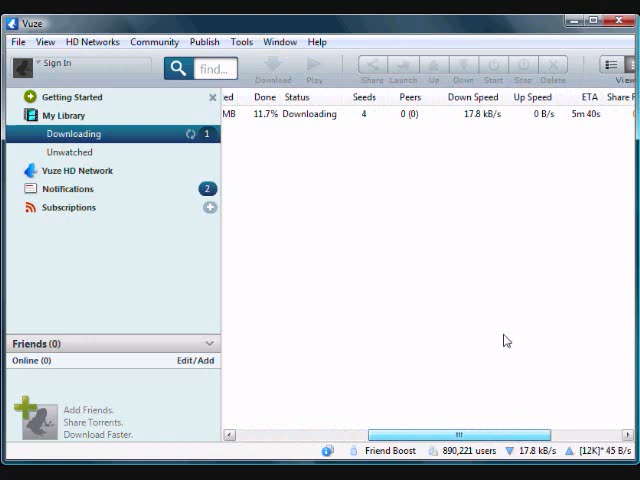 Vuze
File View HD Networks Community Publish Tools Window Help
Sign In find...
Download Play Share Launch Up Down Start Stop Delete View
Getting Started
ed Done Status Seeds Peers Down Speed Up Speed ETA Share
My Library
MB 11.7% Downloading 4 0 (0) 17.8 kB/s 0 B/s 5m 40s
Downloading 1
Unwatched
Vuze HD Network
Notifications 2
Subscriptions
Friends (0)
Online (0) Edit/Add
Add Friends.
Share Torrents.
Download Faster.
Friend Boost 890,221 users 17.8 kB/s [12K]* 45 B/s